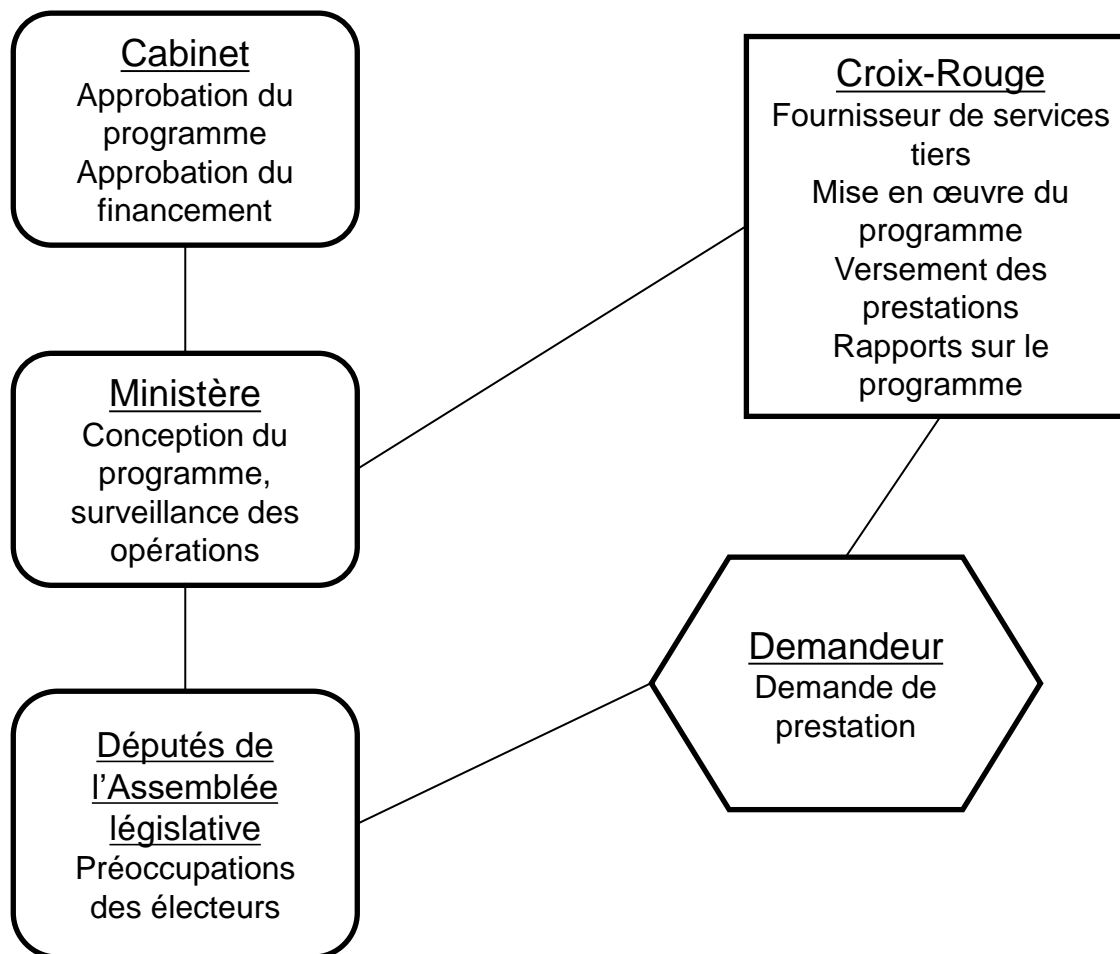 Cabinet
Approbation du
programme
Approbation du
financement
Croix-Rouge
Fournisseur de services
tiers
Mise en œuvre du
programme
Versement des
prestations
Rapports sur le
programme
Ministère
Conception du
programme,
surveillance des
opérations
Demandeur
Demande de
prestation
Députés de
l’Assemblée
législative
Préoccupations
des électeurs